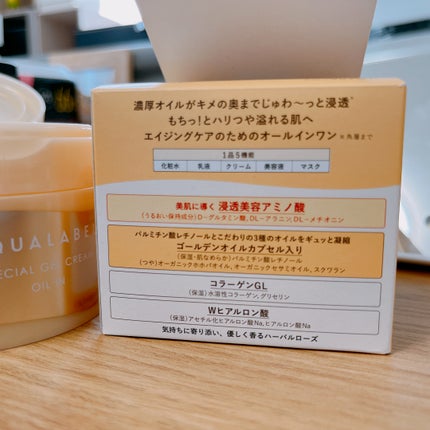 濃厚オイルがキメの奥までじゅわ〜っと浸透*
もちっ!とハリつや溢れる肌へ
エイジングケアのためのオールインワン ※角層まで
1品5機能
化粧水 乳液 クリーム 美容液 マスク
美肌に導く 浸透美容アミノ酸
(うるおい保持成分)D-グルタミン酸、DL-アラニン、DL-メチオニン
パルミチン酸レチノールとこだわりの3種のオイルをギュッと凝縮
ゴールデンオイルカプセル入り
(保湿・肌なめらか)パルミチン酸レチノール
(つや)オーガニックホホバオイル、オーガニックセサミオイル、スクワラン
コラーゲンGL
(保湿)水溶性コラーゲン、グリセリン
Wヒアルロン酸
(保湿)アセチル化ヒアルロン酸Na、ヒアルロン酸Na
気持ちに寄り添い、優しく香るハーバルローズ
QUALABE
ECIAL GEL CREAM
OIL IN